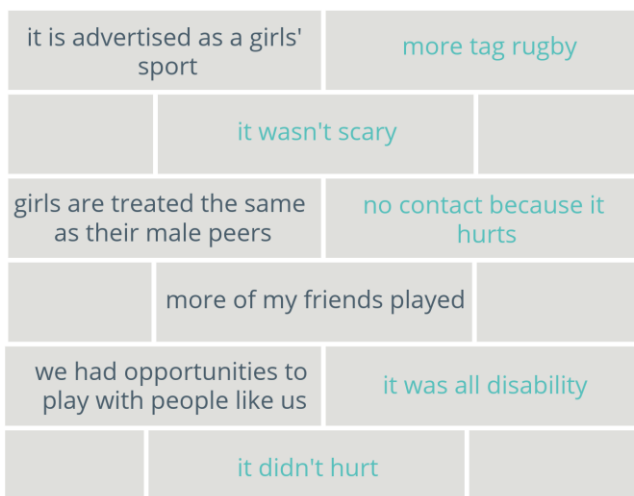 it is advertised as a girls'
sport
more tag rugby
it wasn't scary
girls are treated the same
as their male peers
no contact because it
hurts
more of my friends played
we had opportunities to
play with people like us
it was all disability
it didn't hurt